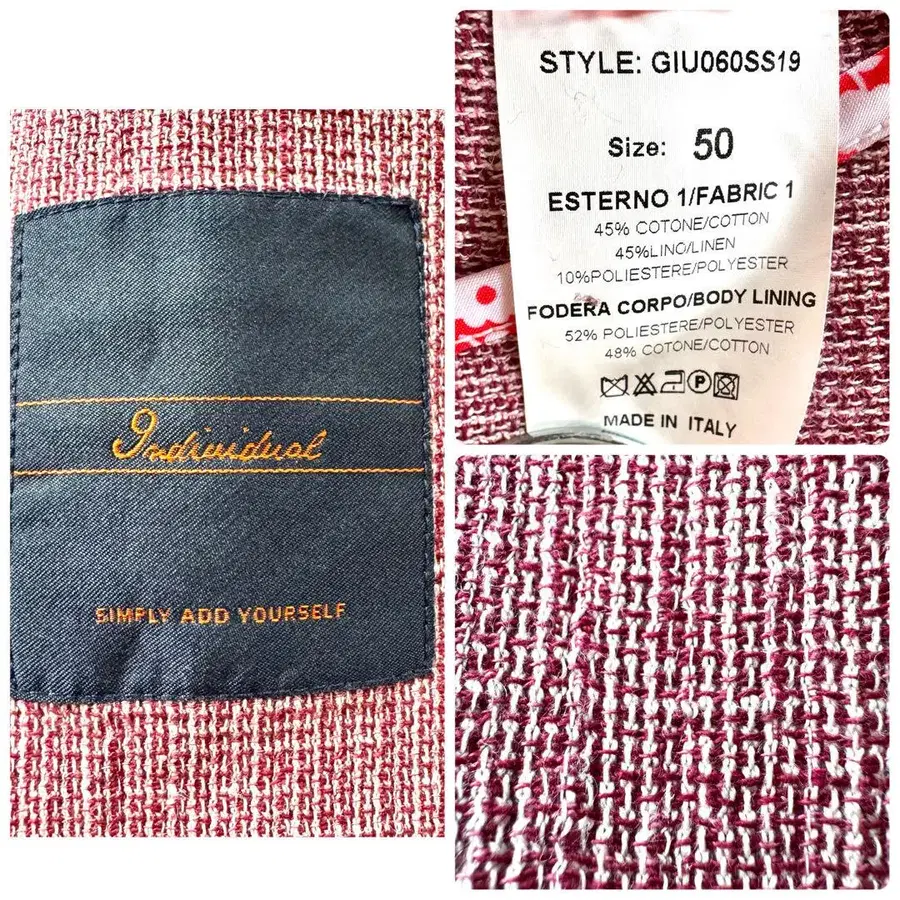 Individual
SIMPLY ADD YOURSELF
STYLE: GIU060SS19
Size: 50
ESTERNO 1/FABRIC 1
45% COTONE/COTTON
45%LINO/LINEN
10%POLIESTERE/POLYESTER
FODERA CORPO/BODY LINING
52% POLIESTERE/POLYESTER
48% COTONE/COTTON
P
MADE IN ITALY